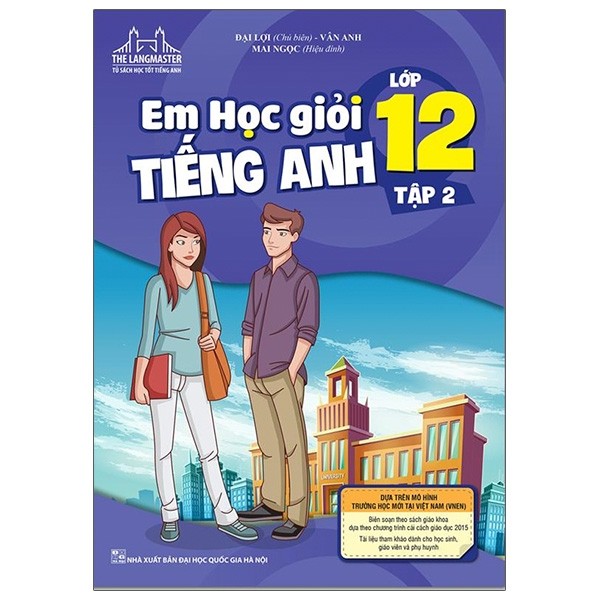 THE LANGMASTER
TỦ SÁCH HỌC TỐT TIẾNG ANH
ĐẠI LỢI (Chủ biên) - VÂN ANH
MAI NGỌC (Hiệu đính)
Em Học giỏi
TIẾNG ANH
LỚP
12
TẬP 2
UNIVERSITY
DỰA TRÊN MÔ HÌNH
TRƯỜNG HỌC MỚI TẠI VIỆT NAM (VNEN)
Biên soạn theo sách giáo khoa
dựa theo chương trình cải cách giáo dục 2015
Tài liệu tham khảo dành cho học sinh,
giáo viên và phụ huynh
NHÀ XUẤT BẢN ĐẠI HỌC QUỐC GIA HÀ NỘI